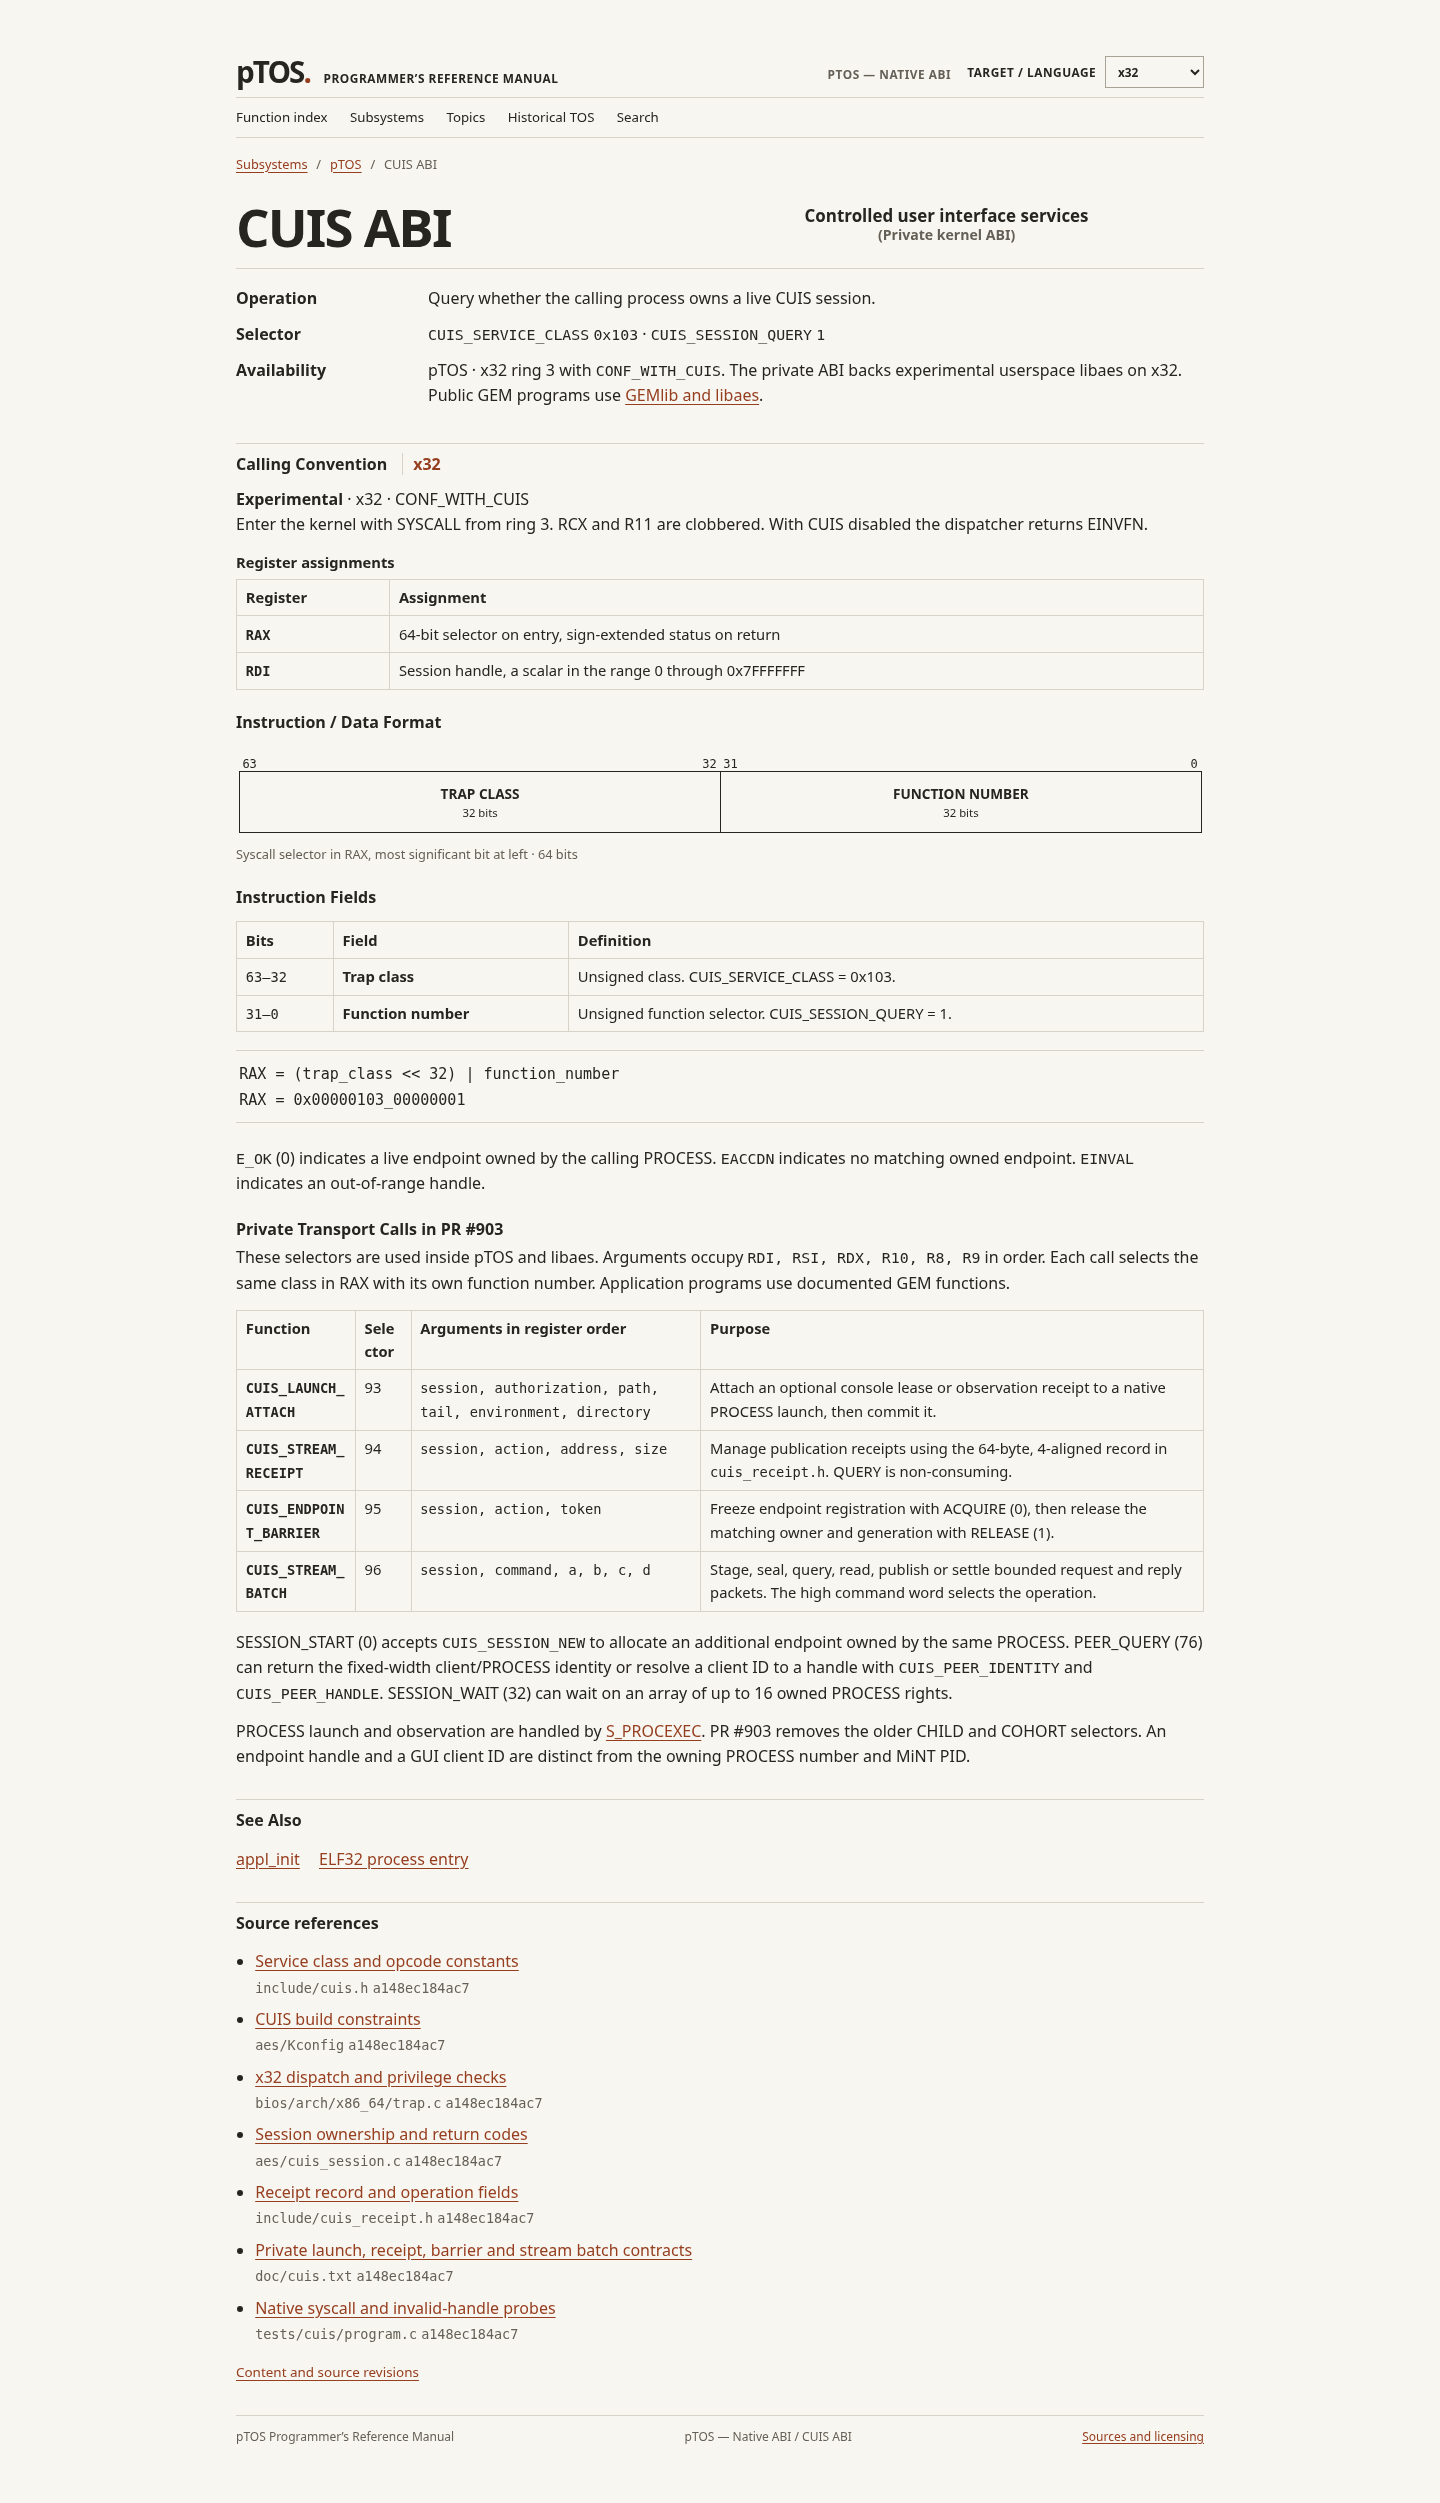 pTOS. PROGRAMMER’S REFERENCE MANUAL PTOS — NATIVE ABI TARGET / LANGUAGE x32
Function index Subsystems Topics Historical TOS Search
Subsystems / pTOS / CUIS ABI
CUIS ABI
Controlled user interface services
(Private kernel ABI)
Operation Query whether the calling process owns a live CUIS session.
Selector CUIS_SERVICE_CLASS 0x103 · CUIS_SESSION_QUERY 1
Availability pTOS · x32 ring 3 with CONF_WITH_CUIS. The private ABI backs experimental userspace libaes on x32.
Public GEM programs use GEMlib and libaes.
Calling Convention x32
Experimental · x32 · CONF_WITH_CUIS
Enter the kernel with SYSCALL from ring 3. RCX and R11 are clobbered. With CUIS disabled the dispatcher returns EINVFN.
Register assignments
Register Assignment
RAX 64-bit selector on entry, sign-extended status on return
RDI Session handle, a scalar in the range 0 through 0x7FFFFFFF
Instruction / Data Format
63 32 31 0
TRAP CLASS FUNCTION NUMBER
32 bits 32 bits
Syscall selector in RAX, most significant bit at left · 64 bits
Instruction Fields
Bits Field Definition
63–32 Trap class Unsigned class. CUIS_SERVICE_CLASS = 0x103.
31–0 Function number Unsigned function selector. CUIS_SESSION_QUERY = 1.
RAX = (trap_class << 32) | function_number
RAX = 0x00000103_00000001
E_OK (0) indicates a live endpoint owned by the calling PROCESS. EACCDN indicates no matching owned endpoint. EINVAL
indicates an out-of-range handle.
Private Transport Calls in PR #903
These selectors are used inside pTOS and libaes. Arguments occupy RDI, RSI, RDX, R10, R8, R9 in order. Each call selects the
same class in RAX with its own function number. Application programs use documented GEM functions.
Function Sele Arguments in register order Purpose
ctor
CUIS_LAUNCH_ 93 session, authorization, path, Attach an optional console lease or observation receipt to a native
ATTACH tail, environment, directory PROCESS launch, then commit it.
CUIS_STREAM_ 94 session, action, address, size Manage publication receipts using the 64-byte, 4-aligned record in
RECEIPT cuis_receipt.h. QUERY is non-consuming.
CUIS_ENDPOIN 95 session, action, token Freeze endpoint registration with ACQUIRE (0), then release the
T_BARRIER matching owner and generation with RELEASE (1).
CUIS_STREAM_ 96 session, command, a, b, c, d Stage, seal, query, read, publish or settle bounded request and reply
BATCH packets. The high command word selects the operation.
SESSION_START (0) accepts CUIS_SESSION_NEW to allocate an additional endpoint owned by the same PROCESS. PEER_QUERY (76)
can return the fixed-width client/PROCESS identity or resolve a client ID to a handle with CUIS_PEER_IDENTITY and
CUIS_PEER_HANDLE. SESSION_WAIT (32) can wait on an array of up to 16 owned PROCESS rights.
PROCESS launch and observation are handled by S_PROCEXEC. PR #903 removes the older CHILD and COHORT selectors. An
endpoint handle and a GUI client ID are distinct from the owning PROCESS number and MiNT PID.
See Also
appl_init ELF32 process entry
Source references
Service class and opcode constants
include/cuis.h a148ec184ac7
CUIS build constraints
aes/Kconfig a148ec184ac7
x32 dispatch and privilege checks
bios/arch/x86_64/trap.c a148ec184ac7
Session ownership and return codes
aes/cuis_session.c a148ec184ac7
Receipt record and operation fields
include/cuis_receipt.h a148ec184ac7
Private launch, receipt, barrier and stream batch contracts
doc/cuis.txt a148ec184ac7
Native syscall and invalid-handle probes
tests/cuis/program.c a148ec184ac7
Content and source revisions
pTOS Programmer’s Reference Manual pTOS — Native ABI / CUIS ABI Sources and licensing